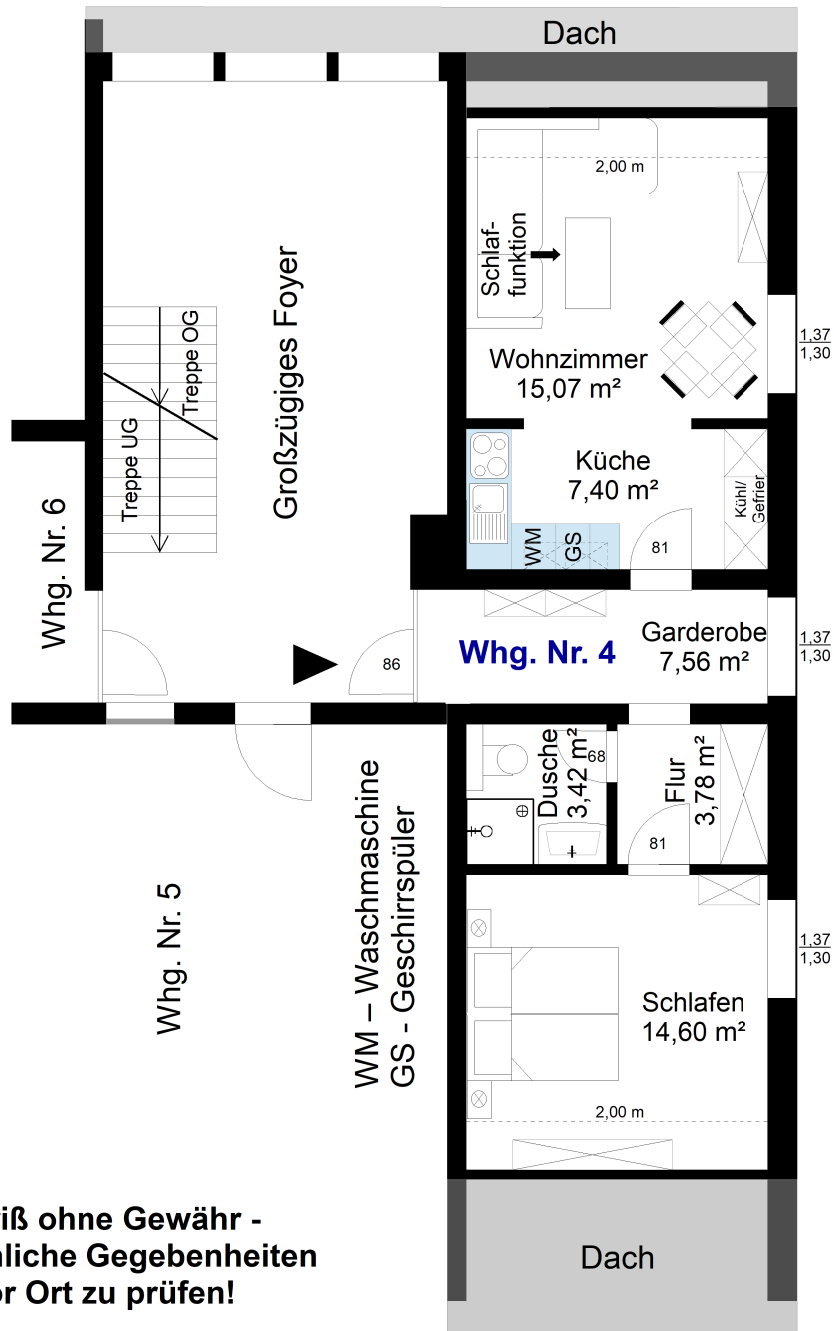 Dach
2,00 m
Schlaf-
funktion
Wohnzimmer
15,07 m²
1,37
1,30
Treppe OG
Treppe UG
Großzügiges Foyer
Küche
7,40 m²
Kühl/
Gefrier
WM
GS
81
Whg. Nr. 6
86
Whg. Nr. 4
Garderobe
7,56 m²
1,37
1,30
Dusche
3,42 m²
68
Flur
3,78 m²
81
WM – Waschmaschine
GS - Geschirrspüler
Whg. Nr. 5
1,37
1,30
Schlafen
14,60 m²
2,00 m
ohne Gewähr -
Gegebenheiten
Ort zu prüfen!
Dach